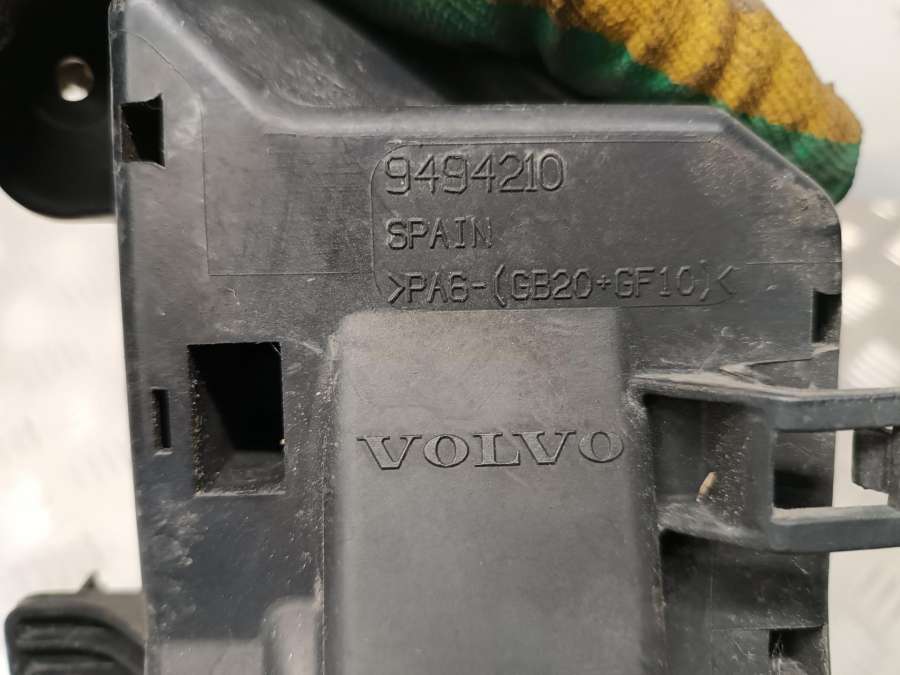 9494210
SPAIN
>PA6-(GB20+GF10)<
VOLVO